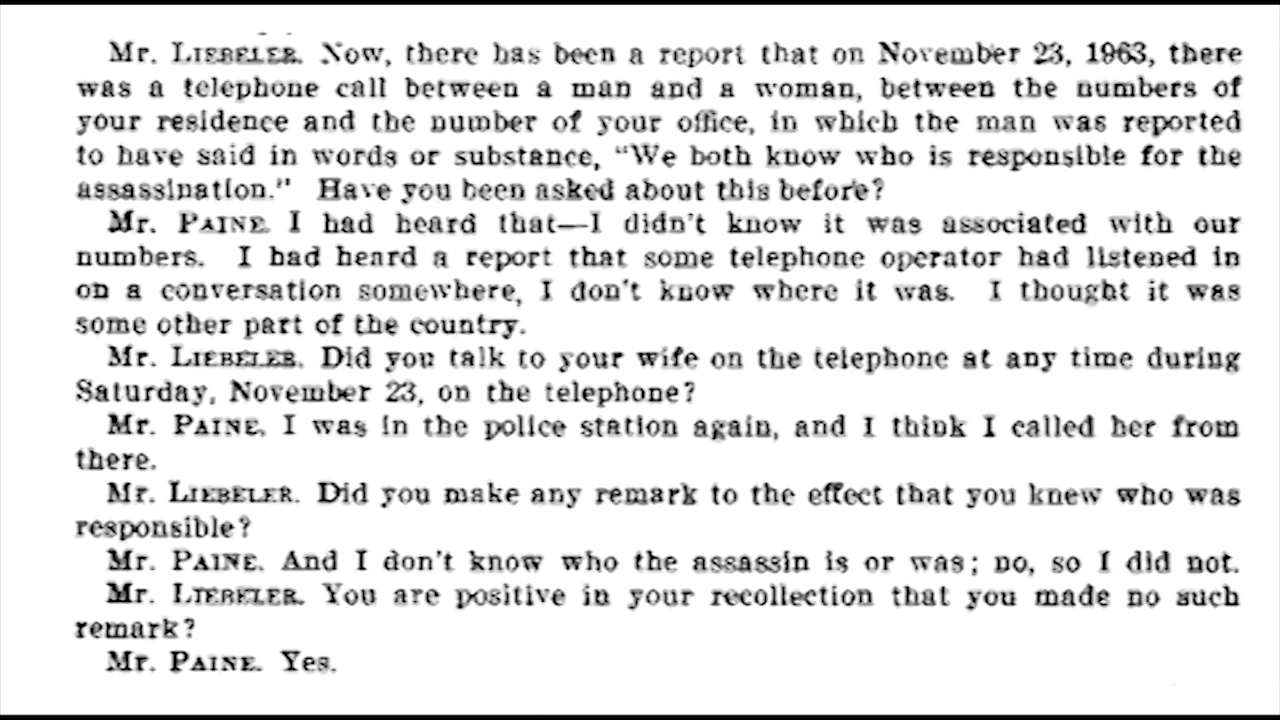 Mr. LIEBELER. Now, there has been a report that on November 23, 1963, there
was a telephone call between a man and a woman, between the numbers of
your residence and the number of your office, in which the man was reported
to have said in words or substance, "We both know who is responsible for the
assassination." Have you been asked about this before?
Mr. PAINE. I had heard that—I didn't know it was associated with our
numbers. I had heard a report that some telephone operator had listened in
on a conversation somewhere, I don't know where it was. I thought it was
some other part of the country.
Mr. LIEBELER. Did you talk to your wife on the telephone at any time during
Saturday, November 23, on the telephone?
Mr. PAINE. I was in the police station again, and I think I called her from
there.
Mr. LIEBELER. Did you make any remark to the effect that you knew who was
responsible?
Mr. PAINE. And I don't know who the assassin is or was; no, so I did not.
Mr. LIEBELER. You are positive in your recollection that you made no such
remark?
Mr. PAINE. Yes.